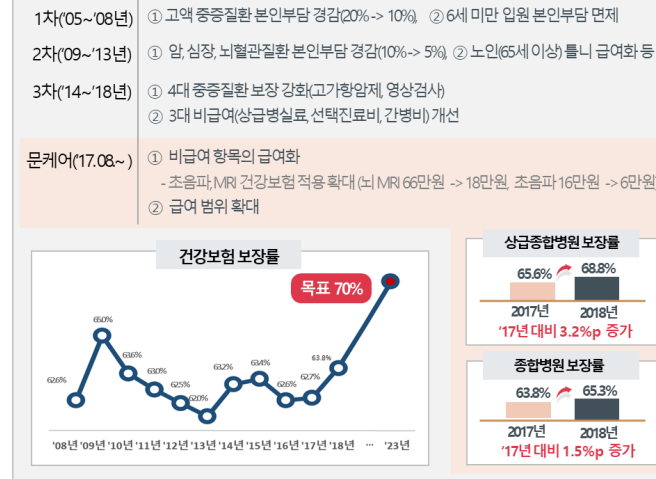 1차('05~'08년) ① 고액 중증질환 본인부담 경감(20% -> 10%), ② 6세 미만 입원 본인부담 면제
2차('09~'13년) ① 암, 심장, 뇌혈관질환 본인부담 경감(10% -> 5%), ② 노인(65세 이상) 틀니 급여화 등
3차('14~'18년) ① 4대 중증질환 보장 강화(고가항암제, 영상검사)
② 3대 비급여(상급병실료, 선택진료비, 간병비) 개선
문케어('17.08.~) ① 비급여 항목의 급여화
- 초음파, MRI 건강보험 적용 확대 (뇌 MRI 66만원 -> 18만원, 초음파 16만원 -> 6만원)
② 급여 범위 확대
건강보험 보장률
목표 70%
62.6%
65.0%
63.6%
63.0%
62.5%
62.0%
63.2%
63.4%
62.6%
62.7%
63.8%
'08년 '09년 '10년 '11년 '12년 '13년 '14년 '15년 '16년 '17년 '18년 ··· '23년
상급종합병원 보장률
65.6% 68.8%
2017년 2018년
'17년 대비 3.2%p 증가
종합병원 보장률
63.8% 65.3%
2017년 2018년
'17년 대비 1.5%p 증가